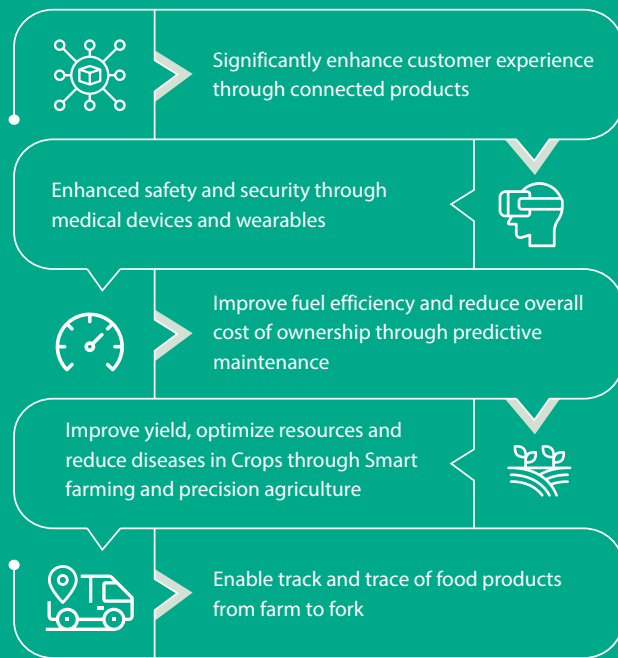 Significantly enhance customer experience
through connected products
Enhanced safety and security through
medical devices and wearables
Improve fuel efficiency and reduce overall
cost of ownership through predictive
maintenance
Improve yield, optimize resources and
reduce diseases in Crops through Smart
farming and precision agriculture
Enable track and trace of food products
from farm to fork